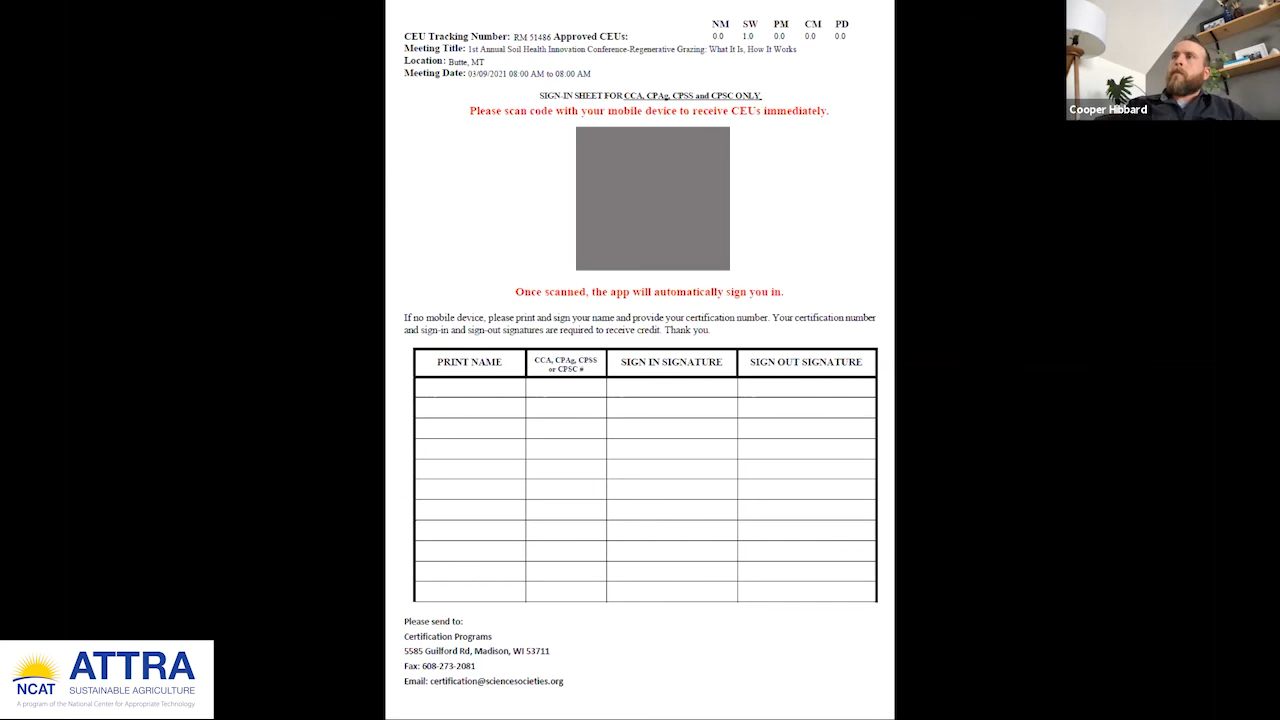 NM SW PM CM PD
CEU Tracking Number: RM 51486 Approved CEUs: 0.0 1.0 0.0 0.0 0.0
Meeting Title: 1st Annual Soil Health Innovation Conference-Regenerative Grazing: What It Is, How It Works
Location: Butte, MT
Meeting Date: 03/09/2021 08:00 AM to 08:00 AM
SIGN-IN SHEET FOR CCA, CPAg, CPSS and CPSC ONLY.
Please scan code with your mobile device to receive CEUs immediately.
Once scanned, the app will automatically sign you in.
If no mobile device, please print and sign your name and provide your certification number. Your certification number
and sign-in and sign-out signatures are required to receive credit. Thank you.
PRINT NAME
CCA, CPAg, CPSS
or CPSC #
SIGN IN SIGNATURE
SIGN OUT SIGNATURE
Please send to:
Certification Programs
5585 Guilford Rd, Madison, WI 53711
Fax: 608-273-2081
Email: certification@sciencesocieties.org
Cooper Hibbard
NCAT
ATTRA
SUSTAINABLE AGRICULTURE
A program of the National Center for Appropriate Technology